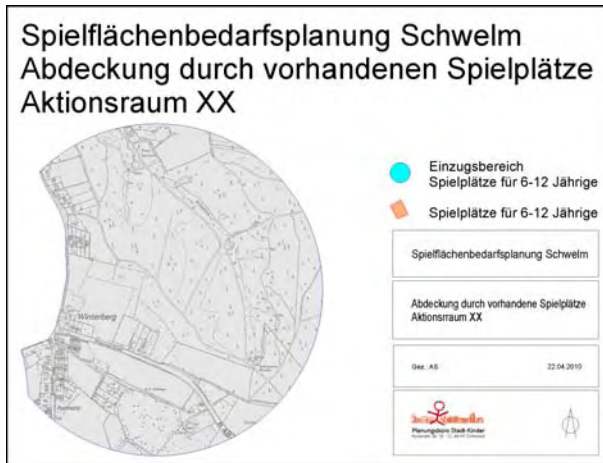 Spielflächenbedarfsplanung Schwelm
Abdeckung durch vorhandenen Spielplätze
Aktionsraum XX
Einzugsbereich
Spielplätze für 6-12 Jährige
Spielplätze für 6-12 Jährige
Spielflächenbedarfsplanung Schwelm
Abdeckung durch vorhandene Spielplätze
Aktionsrraum XX
Gez.: AS
22.04.2010
Planungsbüro Stadt-Kinder
Winterberg